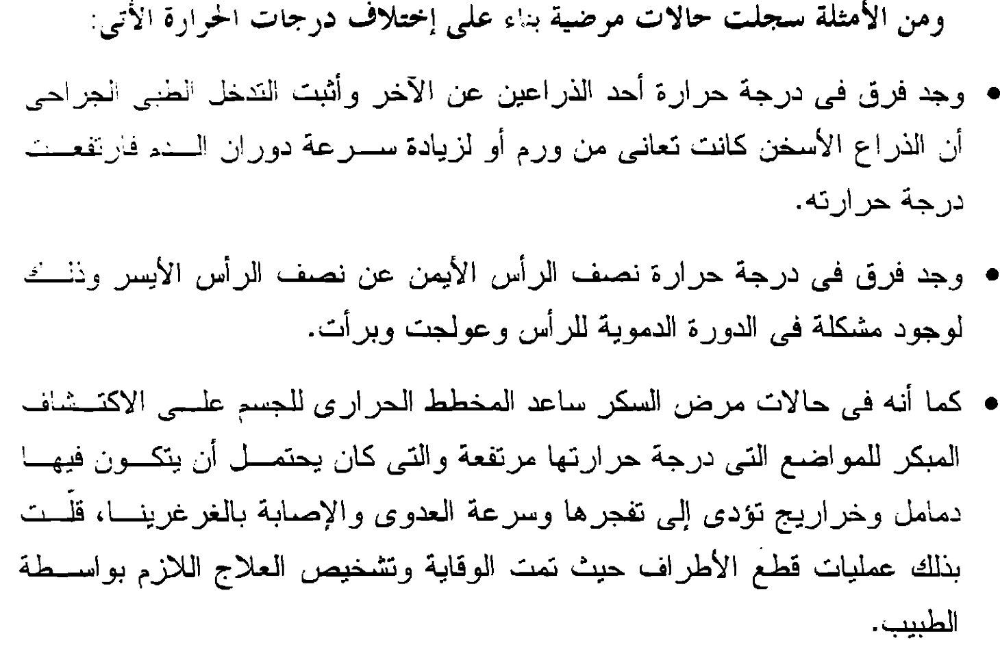 ومن الأمثلة سجلت حالات مرضية بناء على إختلاف درجات الحرارة الآتى:
• وجد فرق فى درجة حرارة أحد الذراعين عن الآخر وأثبت التدخل الطبى الجراحى
أن الذراع الأسخن كانت تعانى من ورم أو لزيادة سرعة دوران الدم فارتفعت
درجة حرارته.
• وجد فرق فى درجة حرارة نصف الرأس الأيمن عن نصف الرأس الأيسر وذلك
لوجود مشكلة فى الدورة الدموية للرأس وعولجت وبرأت.
• كما أنه فى حالات مرض السكر ساعد المخطط الحرارى للجسم على الاكتشاف
المبكر للمواضع التى درجة حرارتها مرتفعة والتى كان يحتمل أن يتكون فيها
دمامل وخراريج تؤدى إلى تفجرها وسرعة العدوى والإصابة بالغرغرينا، قلّت
بذلك عمليات قطع الأطراف حيث تمت الوقاية وتشخيص العلاج اللازم بواسطة
الطبيب.